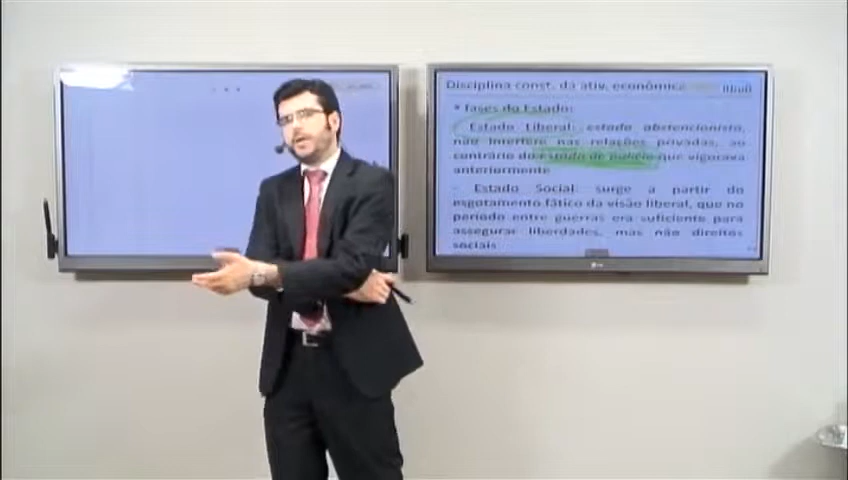 Disciplina const. da ativ. econômica
* fases do Estado:
- Estado Liberal: estado abstencionista,
não interfere nas relações privadas, ao
contrário do estado de polícia que vigorava
anteriormente
- Estado Social: surge a partir do
esgotamento fático da visão liberal, que no
período entre guerras era suficiente para
assegurar liberdades, mas não direitos
sociais
LG